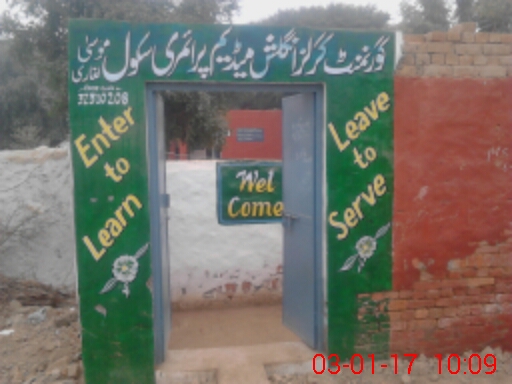 گورنمنٹ گرلز انگلش میڈیم پرائمری سکول موسیٰ لغاری
Enter
to
Learn
Wel
Come
Leave
to
Serve
03-01-17 10:09